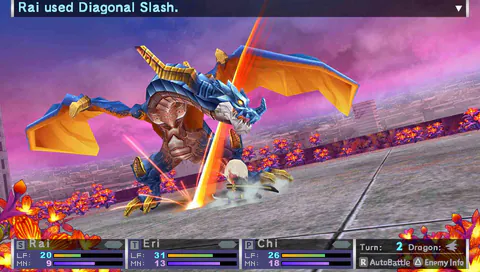 Rai used Diagonal Slash.
S Rai
LF: 20
MN: 9
T Eri
LF: 31
MN: 13
P Chi
LF: 26
MN: 18
Turn: 2 Dragon:
R AutoBattle Enemy Info